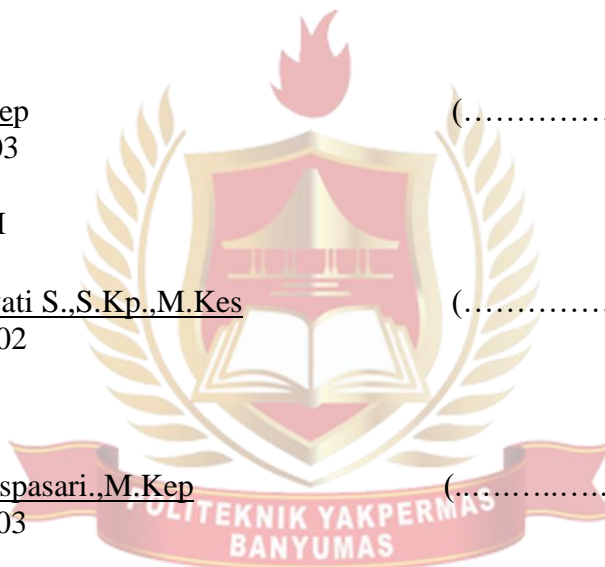 ep (……………
03
I
ati S.,S.Kp.,M.Kes (……………
02
spasari.,M.Kep (…………………
03
POLITEKNIK YAKPERMAS
BANYUMAS